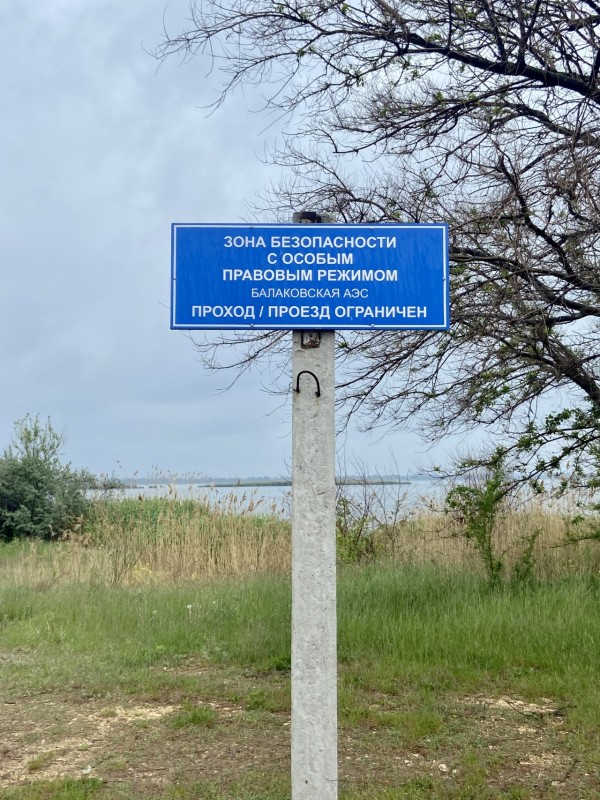 ЗОНА БЕЗОПАСНОСТИ
С ОСОБЫМ
ПРАВОВЫМ РЕЖИМОМ
БАЛАКОВСКАЯ АЭС
ПРОХОД / ПРОЕЗД ОГРАНИЧЕН